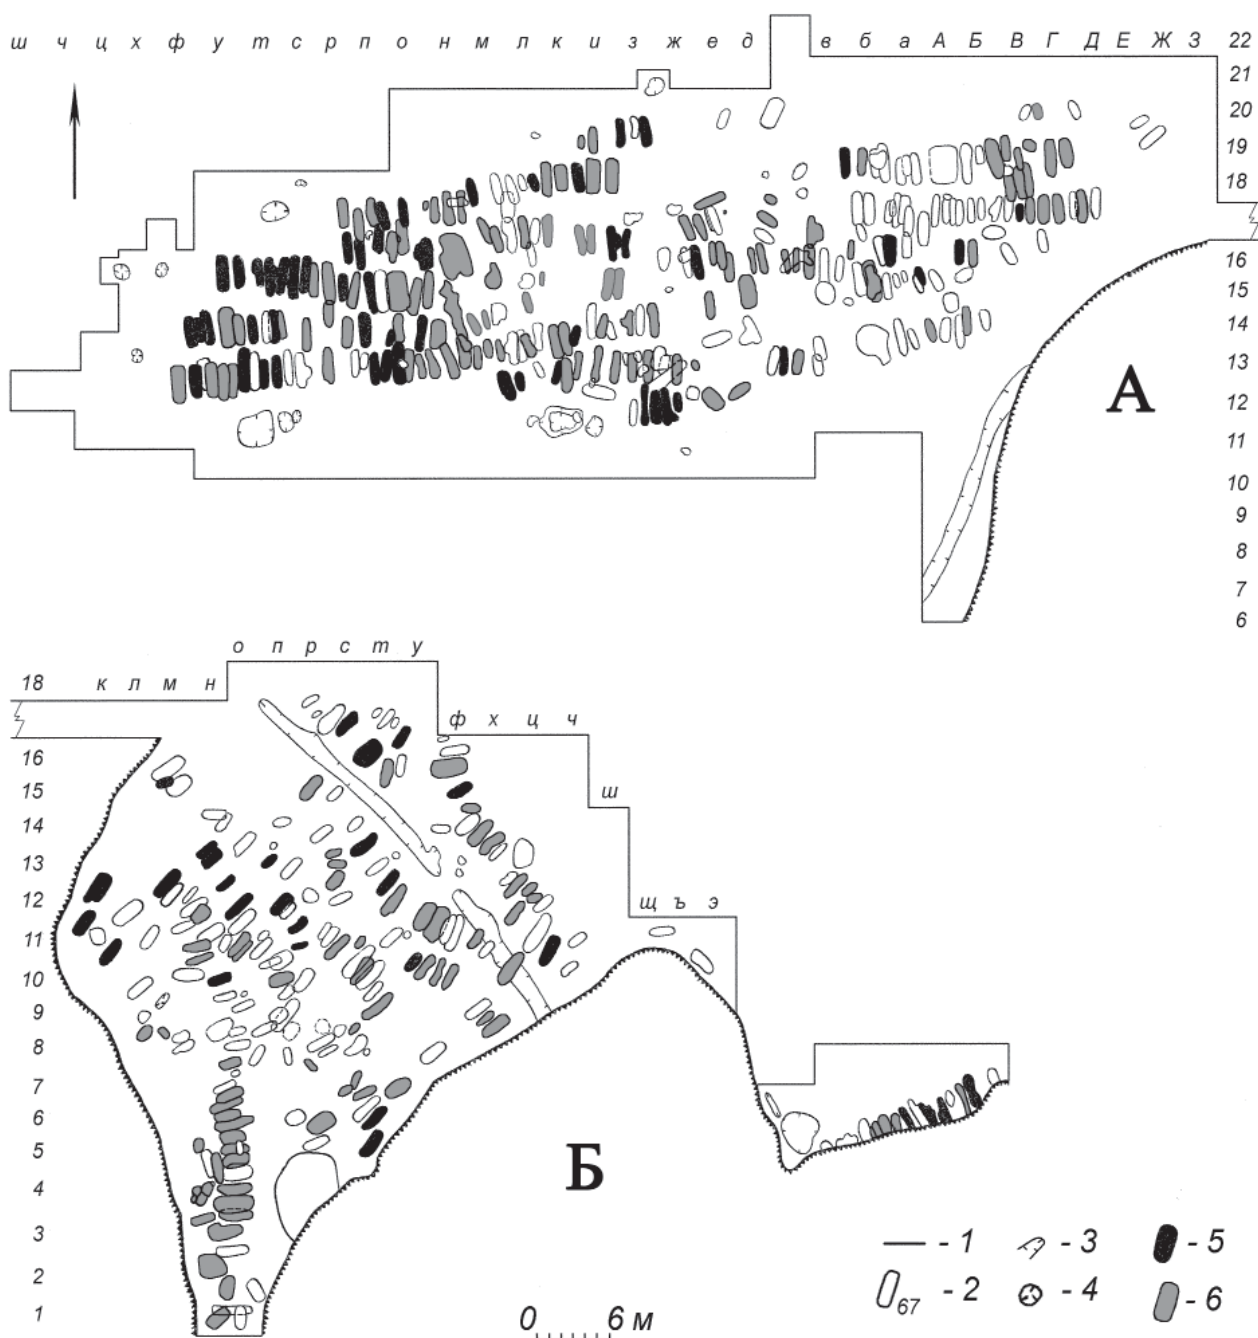 ш ч ц х ф у т с р п о н м л к и з ж е д в б а А Б В Г Д Е Ж З 22
21
20
19
18
16
15
14
13
А
12
11
10
9
8
7
6
о п р с т у
18 к л м н
ф х ц ч
16
15 ш
14
13
12 щ ъ э
11
10
9
8
7
6
5
Б
4
3
2
1
- 1 - 3 - 5
67 - 2 - 4 - 6
0 6 м